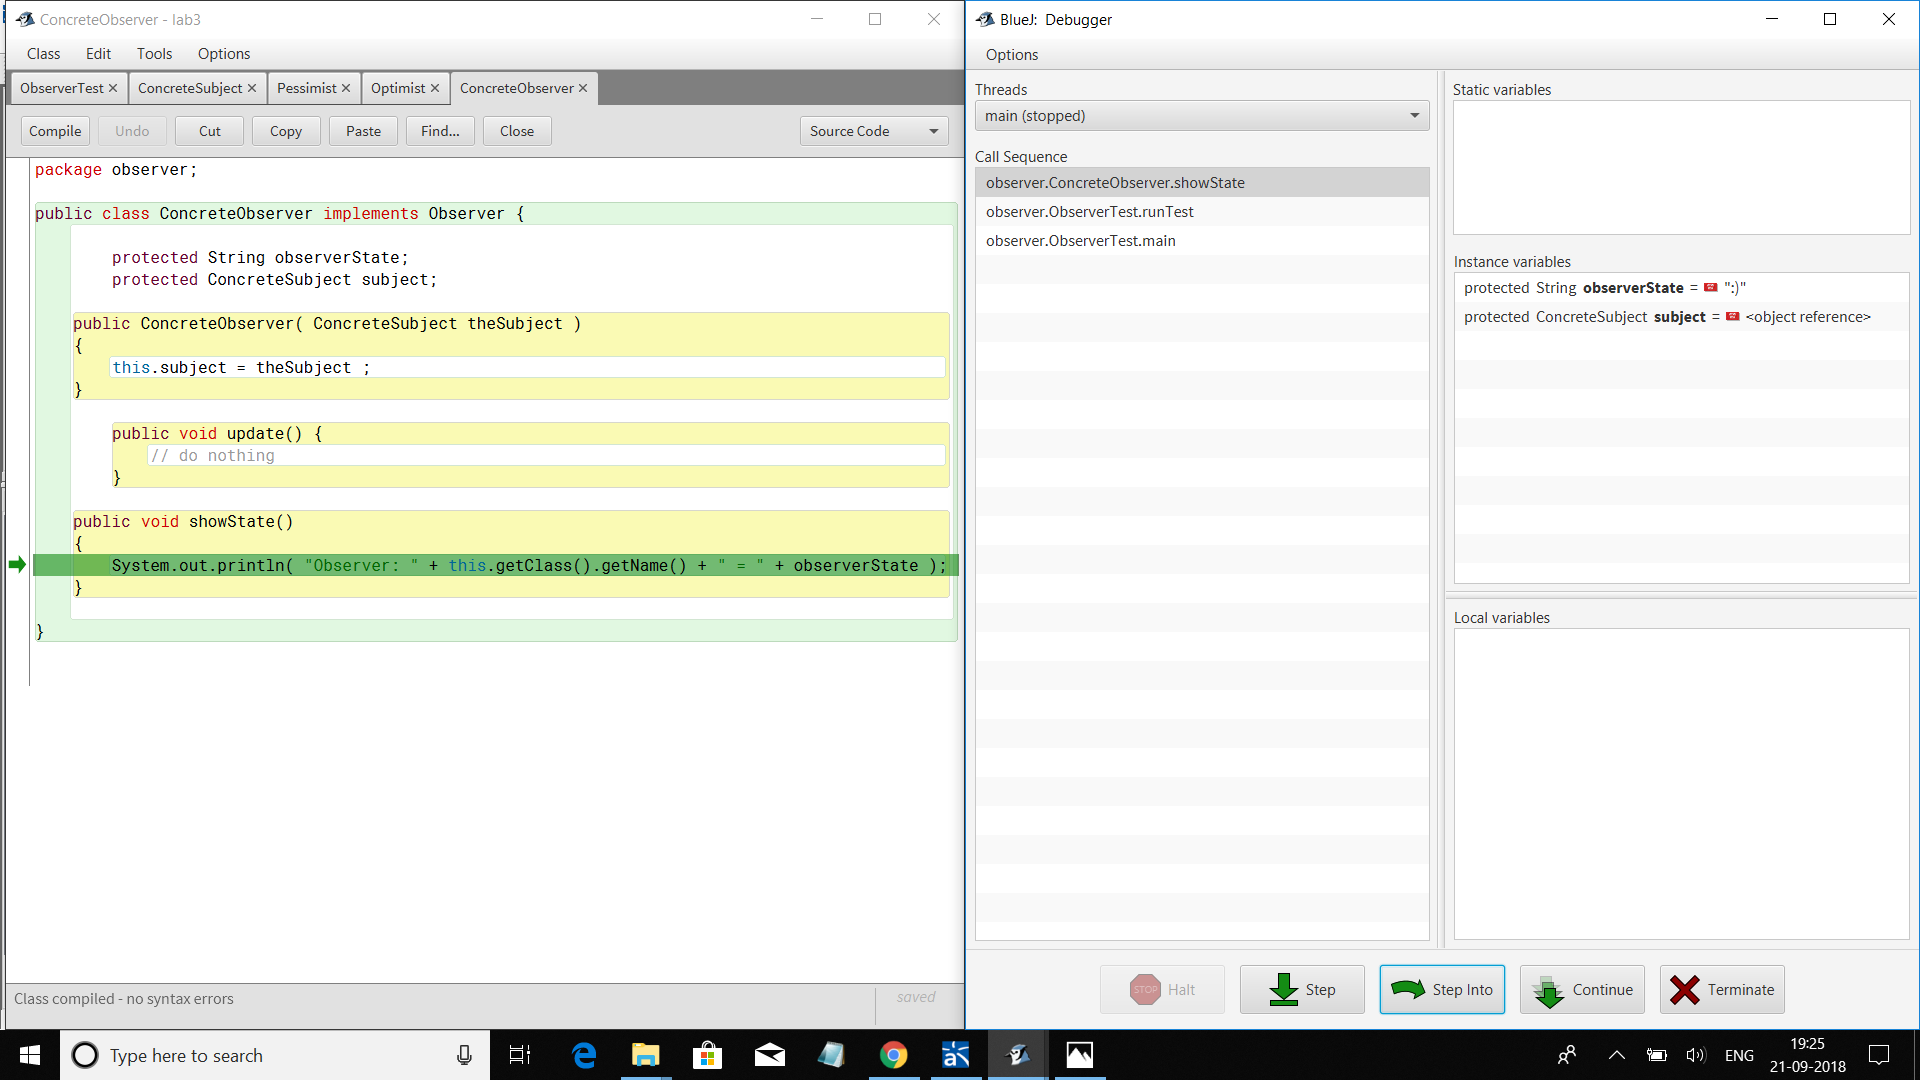 ConcreteObserver - lab3
Class Edit Tools Options
ObserverTest × ConcreteSubject × Pessimist × Optimist × ConcreteObserver ×
Compile Undo Cut Copy Paste Find... Close Source Code
package observer;
public class ConcreteObserver implements Observer {
protected String observerState;
protected ConcreteSubject subject;
public ConcreteObserver( ConcreteSubject theSubject )
{
this.subject = theSubject ;
}
public void update() {
// do nothing
}
public void showState()
{
System.out.println( "Observer: " + this.getClass().getName() + " = " + observerState );
}
}
Class compiled - no syntax errors
saved
BlueJ: Debugger
Options
Threads
main (stopped)
Call Sequence
observer.ConcreteObserver.showState
observer.ObserverTest.runTest
observer.ObserverTest.main
Static variables
Instance variables
protected String observerState = ":)"
protected ConcreteSubject subject = <object reference>
Local variables
STOP Halt Step Step Into Continue Terminate
Type here to search
ENG
19:25
21-09-2018